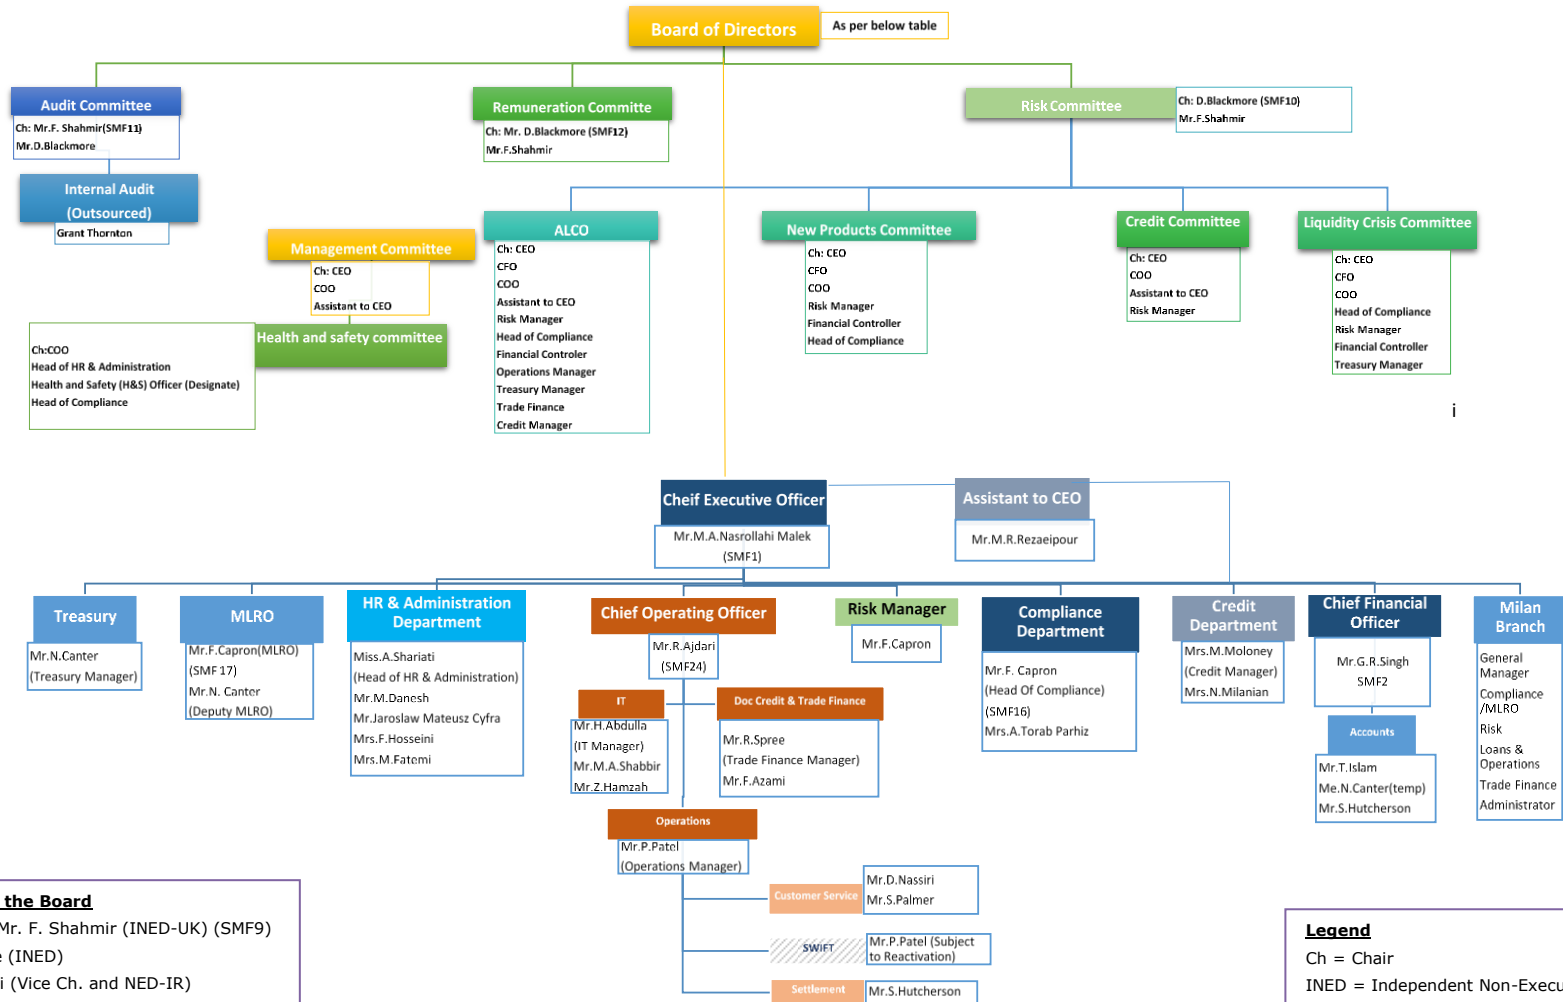 Board of Directors
As per below table
Audit Committee
Ch: Mr.F. Shahmir(SMF11)
Mr.D.Blackmore
Internal Audit
(Outsourced)
Grant Thornton
Remuneration Committe
Ch: Mr. D.Blackmore (SMF12)
Mr.F.Shahmir
Risk Committee
Ch: D.Blackmore (SMF10)
Mr.F.Shahmir
Management Committee
Ch: CEO
COO
Assistant to CEO
Health and safety committee
Ch:COO
Head of HR & Administration
Health and Safety (H&S) Officer (Designate)
Head of Compliance
ALCO
Ch: CEO
CFO
COO
Assistant to CEO
Risk Manager
Head of Compliance
Financial Controler
Operations Manager
Treasury Manager
Trade Finance
Credit Manager
New Products Committee
Ch: CEO
CFO
COO
Risk Manager
Financial Controller
Head of Compliance
Credit Committee
Ch: CEO
COO
Assistant to CEO
Risk Manager
Liquidity Crisis Committee
Ch: CEO
CFO
COO
Head of Compliance
Risk Manager
Financial Controller
Treasury Manager
i
Cheif Executive Officer
Mr.M.A.Nasrollahi Malek
(SMF1)
Assistant to CEO
Mr.M.R.Rezaeipour
Treasury
Mr.N.Canter
(Treasury Manager)
MLRO
Mr.F.Capron(MLRO)
(SMF17)
Mr.N. Canter
(Deputy MLRO)
HR & Administration
Department
Miss.A.Shariati
(Head of HR & Administration)
Mr.M.Danesh
Mr.Jaroslaw Mateusz Cyfra
Mrs.F.Hosseini
Mrs.M.Fatemi
Chief Operating Officer
Mr.R.Ajdari
(SMF24)
IT
Mr.H.Abdulla
(IT Manager)
Mr.M.A.Shabbir
Mr.Z.Hamzah
Doc Credit & Trade Finance
Mr.R.Spree
(Trade Finance Manager)
Mr.F.Azami
Operations
Mr.P.Patel
(Operations Manager)
Customer Service
Mr.D.Nassiri
Mr.S.Palmer
SWIFT
Mr.P.Patel (Subject
to Reactivation)
Settlement
Mr.S.Hutcherson
Risk Manager
Mr.F.Capron
Compliance
Department
Mr.F. Capron
(Head Of Compliance)
(SMF16)
Mrs.A.Torab Parhiz
Credit
Department
Mrs.M.Moloney
(Credit Manager)
Mrs.N.Milanian
Chief Financial
Officer
Mr.G.R.Singh
SMF2
Accounts
Mr.T.Islam
Me.N.Canter(temp)
Mr.S.Hutcherson
Milan
Branch
General
Manager
Compliance
/MLRO
Risk
Loans &
Operations
Trade Finance
Administrator
the Board
Mr. F. Shahmir (INED-UK) (SMF9)
e (INED)
i (Vice Ch. and NED-IR)
Legend
Ch = Chair
INED = Independent Non-Execu